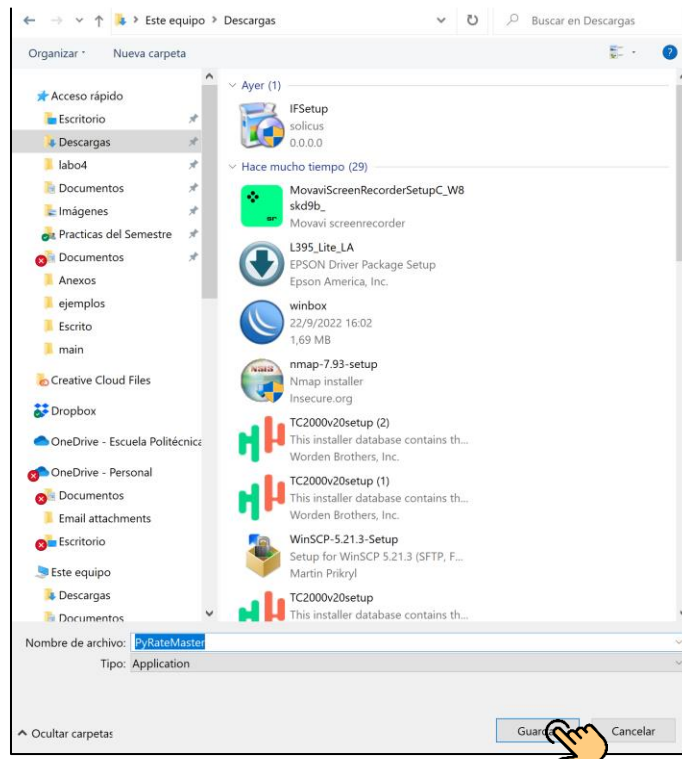 Este equipo > Descargas
Buscar en Descargas
Organizar
Nueva carpeta
?
Acceso rápido
Escritorio
Descargas
labo4
Documentos
Imágenes
Practicas del Semestre
Documentos
Anexos
ejemplos
Escrito
main
Creative Cloud Files
Dropbox
OneDrive - Escuela Politécnica
OneDrive - Personal
Documentos
Email attachments
Escritorio
Este equipo
Descargas
Documentos
Ayer (1)
IFSetup
solicus
0.0.0.0
Hace mucho tiempo (29)
MovaviScreenRecorderSetupC_W8
skd9b_
Movavi screenrecorder
L395_Lite_LA
EPSON Driver Package Setup
Epson America, Inc.
winbox
22/9/2022 16:02
1,69 MB
nmap-7.93-setup
Nmap installer
Insecure.org
TC2000v20setup (2)
This installer database contains th...
Worden Brothers, Inc.
TC2000v20setup (1)
This installer database contains th...
Worden Brothers, Inc.
WinSCP-5.21.3-Setup
Setup for WinSCP 5.21.3 (SFTP, F...
Martin Prikryl
TC2000v20setup
This installer database contains th...
Nombre de archivo: PyRateMaster
Tipo: Application
Ocultar carpetas
Cancelar